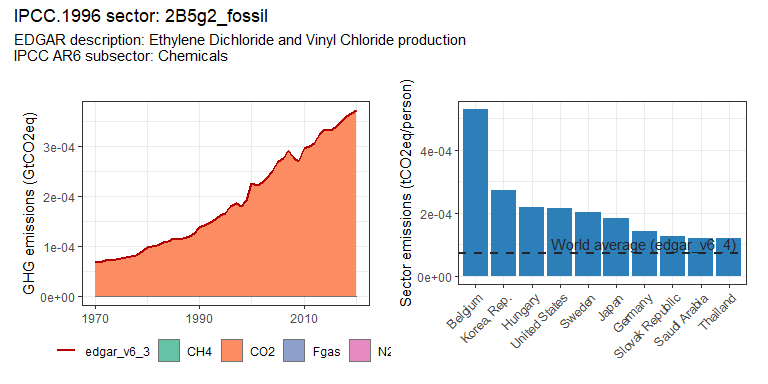 IPCC.1996 sector: 2B5g2_fossil
EDGAR description: Ethylene Dichloride and Vinyl Chloride production
IPCC AR6 subsector: Chemicals
GHG emissions (GtCO2eq)
3e-04
2e-04
1e-04
0e+00
1970
1990
2010
edgar_v6_3
CH4
CO2
Fgas
N2
Sector emissions (tCO2eq/person)
4e-04
2e-04
0e+00
World average (edgar_v6_4)
Belgium
Korea, Rep.
Hungary
United States
Sweden
Japan
Germany
Slovak Republic
Saudi Arabia
Thailand